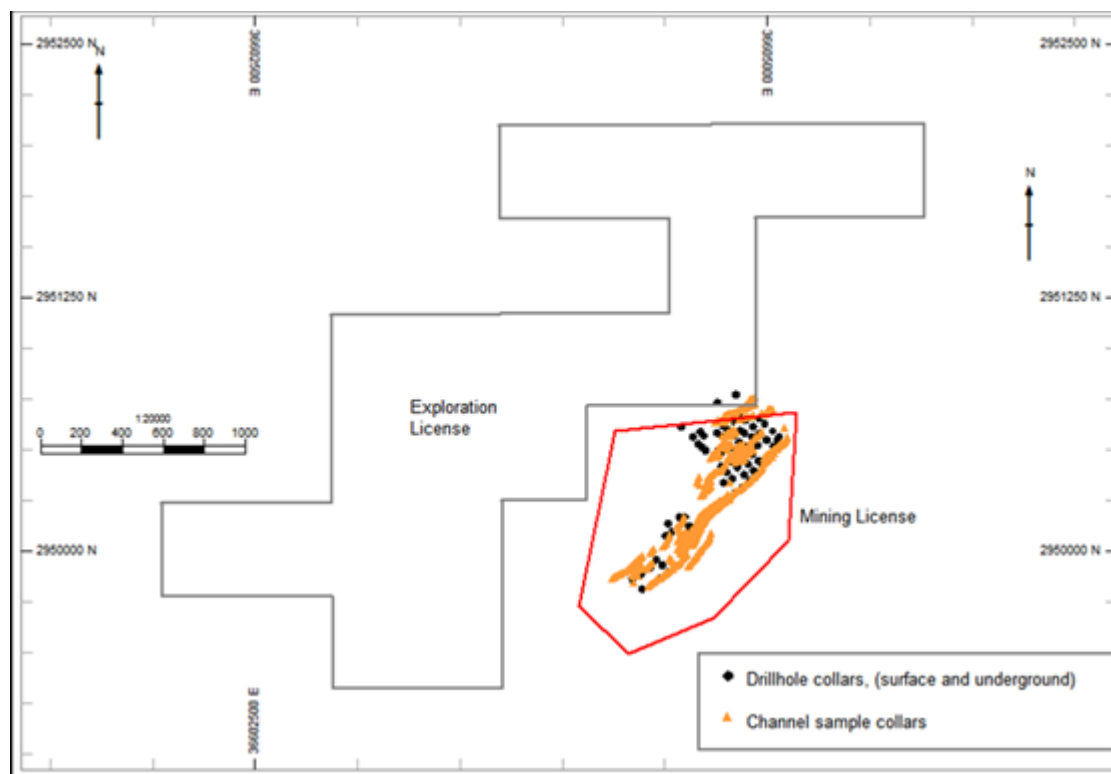 2952500 N
N
36602500 E
36605000 E
2952500 N
N
2951250 N
2951250 N
Exploration
License
1:20000
0 200 400 600 800 1000
Mining License
2950000 N
2950000 N
36602500 E
Drillhole collars, (surface and underground)
Channel sample collars